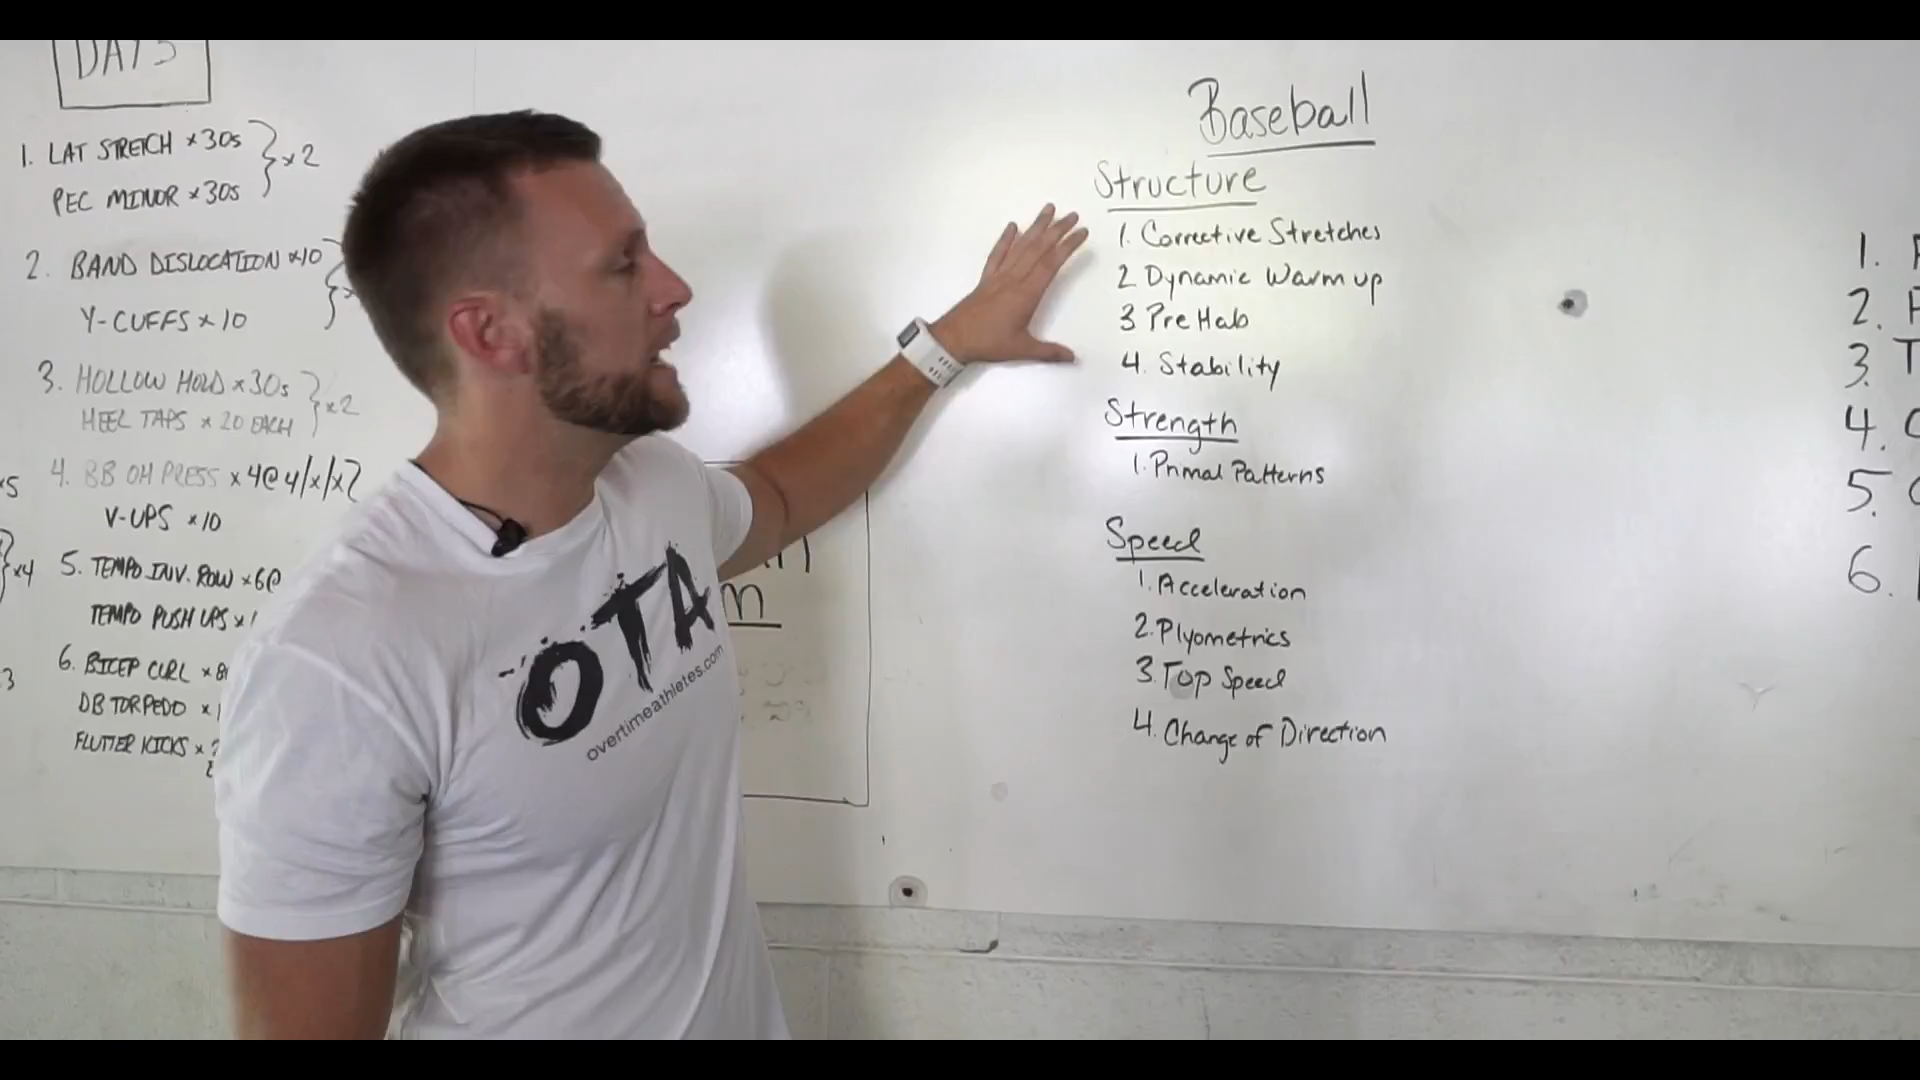 DAY 3
1. LAT STRETCH × 30s } × 2
PEC MINOR × 30s
2. BAND DISLOCATION × 10
Y-CUFFS × 10
3. HOLLOW HOLD × 30s } × 2
HEEL TAPS × 20 EACH
×5
4. BB OH PRESS × 4@4/x/x2
V-UPS × 10
} ×4
5. TEMPO INV. ROW × 6@
TEMPO PUSH UPS ×
6. BICEP CURL × 8
3
DB TORPEDO ×
FLUTTER KICKS ×
OTA
overtimeathletes.com
Baseball
Structure
1. Corrective Stretches
2 Dynamic Warm up
3 PreHab
4. Stability
Strength
1. Primal Patterns
Speed
1. Acceleration
2. Plyometrics
3. Top Speed
4. Change of Direction
1.
2.
3.
4.
5.
6.